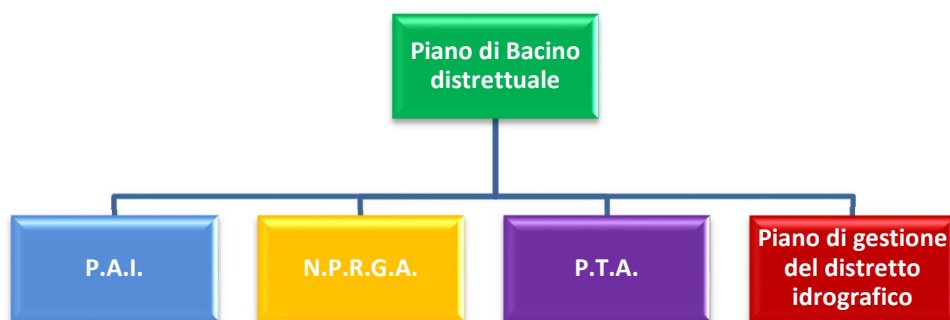 Piano di Bacino
distrettuale
P.A.I.
N.P.R.G.A.
P.T.A.
Piano di gestione
del distretto
idrografico